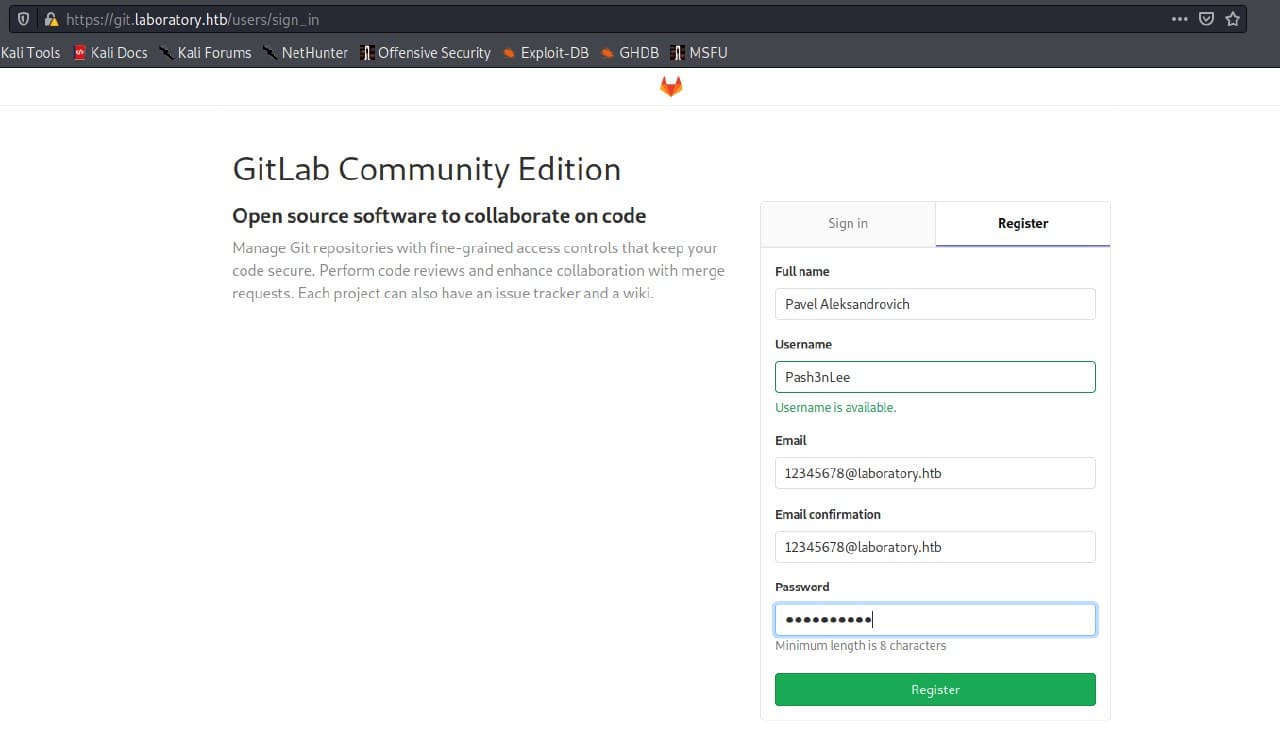 https://git.laboratory.htb/users/sign_in
Kali Tools Kali Docs Kali Forums NetHunter Offensive Security Exploit-DB GHDB MSFU
GitLab Community Edition
Open source software to collaborate on code
Manage Git repositories with fine-grained access controls that keep your
code secure. Perform code reviews and enhance collaboration with merge
requests. Each project can also have an issue tracker and a wiki.
Sign in Register
Full name
Pavel Aleksandrovich
Username
Pash3nLee
Username is available.
Email
12345678@laboratory.htb
Email confirmation
12345678@laboratory.htb
Password
••••••••••
Minimum length is 8 characters
Register